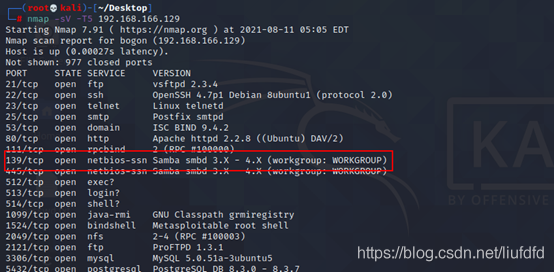 (root💀kali)-[~/Desktop]
# nmap -sV -T5 192.168.166.129
Starting Nmap 7.91 ( https://nmap.org ) at 2021-08-11 05:05 EDT
Nmap scan report for bogon (192.168.166.129)
Host is up (0.00027s latency).
Not shown: 977 closed ports
PORT STATE SERVICE VERSION
21/tcp open ftp vsftpd 2.3.4
22/tcp open ssh OpenSSH 4.7p1 Debian 8ubuntu1 (protocol 2.0)
23/tcp open telnet Linux telnetd
25/tcp open smtp Postfix smtpd
53/tcp open domain ISC BIND 9.4.2
80/tcp open http Apache httpd 2.2.8 ((Ubuntu) DAV/2)
111/tcp open rpcbind 2 (RPC #100000)
139/tcp open netbios-ssn Samba smbd 3.X - 4.X (workgroup: WORKGROUP)
445/tcp open netbios-ssn Samba smbd 3.X - 4.X (workgroup: WORKGROUP)
512/tcp open exec?
513/tcp open login?
514/tcp open shell?
1099/tcp open java-rmi GNU Classpath grmiregistry
1524/tcp open bindshell Metasploitable root shell
2049/tcp open nfs 2-4 (RPC #100003)
2121/tcp open ftp ProFTPD 1.3.1
3306/tcp open mysql MySQL 5.0.51a-3ubuntu5
5432/tcp open postgresql PostgreSQL DB 8.3.0 - 8.3.7
KA
BY OFFENSIVE
https://blog.csdn.net/liufdfd